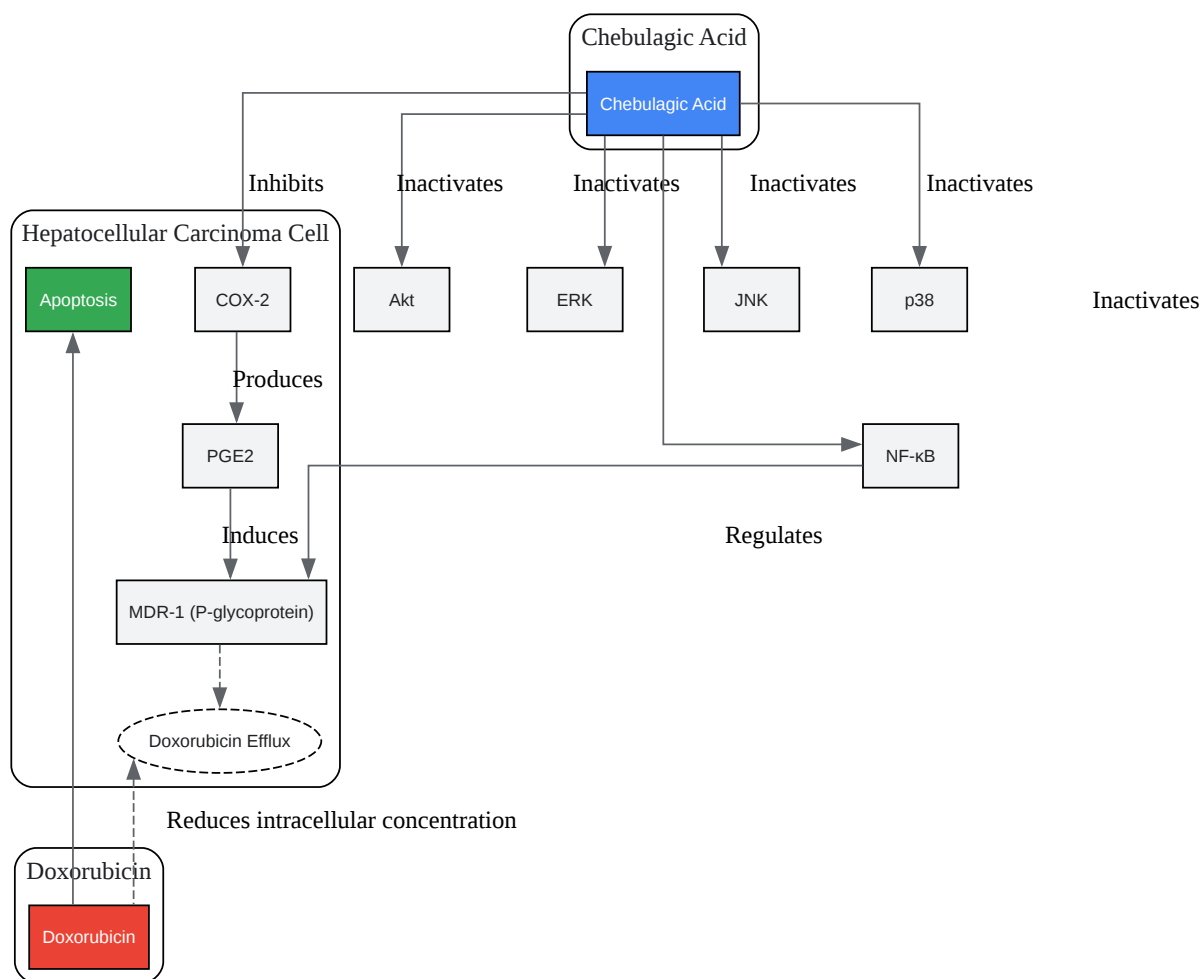 Chebulagic Acid
Chebulagic Acid
Inhibits
Inactivates
Inactivates
Inactivates
Inactivates
Hepatocellular Carcinoma Cell
Apoptosis
COX-2
Akt
ERK
JNK
p38
Inactivates
Produces
PGE2
NF-κB
Induces
Regulates
MDR-1 (P-glycoprotein)
Doxorubicin Efflux
Reduces intracellular concentration
Doxorubicin
Doxorubicin